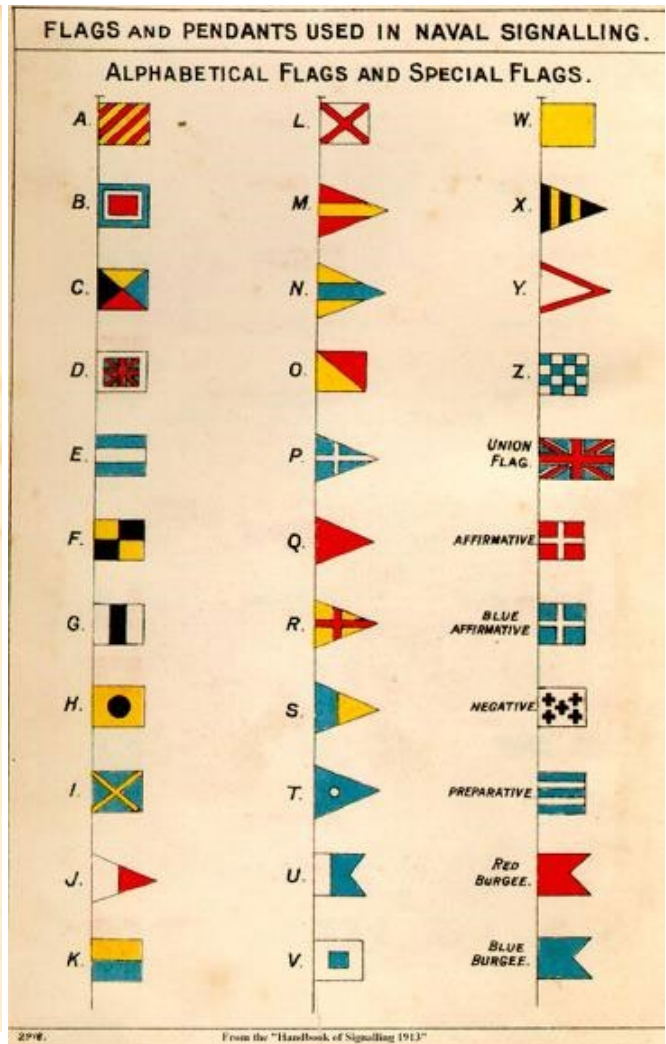 FLAGS AND PENDANTS USED IN NAVAL SIGNALLING.
ALPHABETICAL FLAGS AND SPECIAL FLAGS.
A.
B.
C.
D.
E.
F.
G.
H.
I.
J.
K.
L.
M.
N.
O.
P.
Q.
R.
S.
T.
U.
V.
W.
X.
Y.
Z.
UNION
FLAG.
AFFIRMATIVE.
BLUE
AFFIRMATIVE
NEGATIVE.
PREPARATIVE
RED
BURGEE.
BLUE
BURGEE.
2918.
From the "Handbook of Signalling 1913"